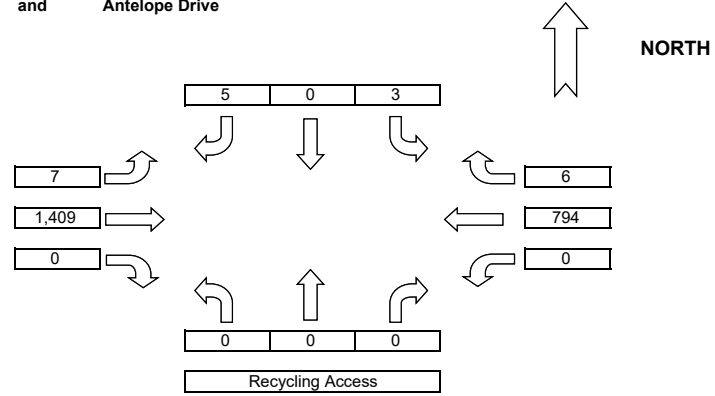 and Antelope Drive
NORTH
5 0 3
7 6
1,409 794
0 0
0 0 0
Recycling Access